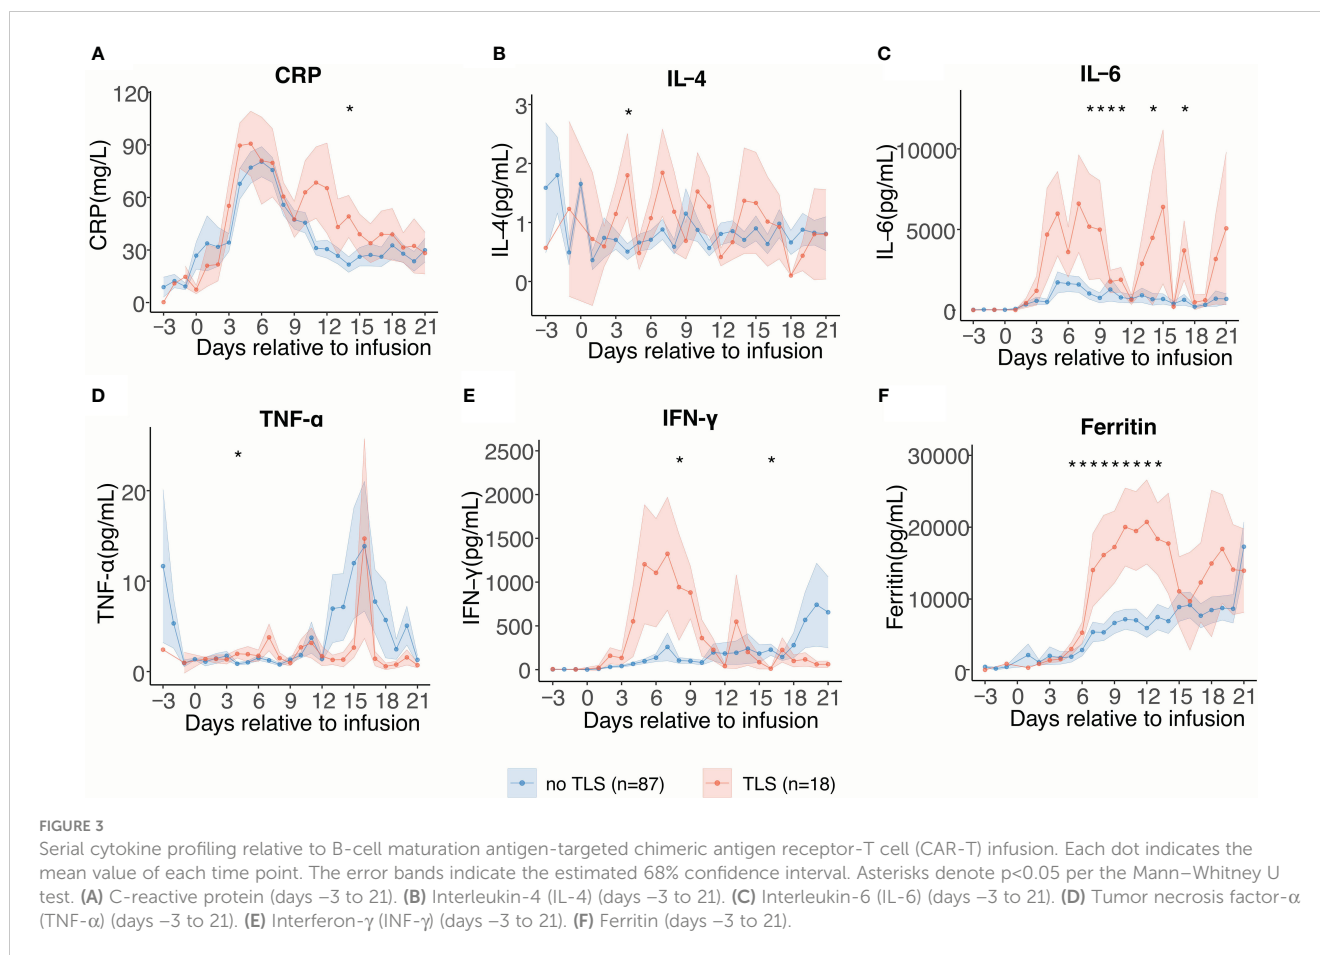 A
CRP
*
120
90
60
30
0
CRP(mg/L)
−3 0 3 6 9 12 15 18 21
Days relative to infusion
B
IL−4
*
3
2
1
0
IL-4(pg/mL)
−3 0 3 6 9 12 15 18 21
Days relative to infusion
C
IL−6
**** * *
10000
5000
0
IL-6(pg/mL)
−3 0 3 6 9 12 15 18 21
Days relative to infusion
D
TNF-α
*
20
10
0
TNF-α(pg/mL)
−3 0 3 6 9 12 15 18 21
Days relative to infusion
E
IFN-γ
* *
2500
2000
1500
1000
500
0
IFN-γ(pg/mL)
−3 0 3 6 9 12 15 18 21
Days relative to infusion
F
Ferritin
*********
30000
20000
10000
0
Ferritin(pg/mL)
−3 0 3 6 9 12 15 18 21
Days relative to infusion
no TLS (n=87) TLS (n=18)
FIGURE 3
Serial cytokine profiling relative to B-cell maturation antigen-targeted chimeric antigen receptor-T cell (CAR-T) infusion. Each dot indicates the
mean value of each time point. The error bands indicate the estimated 68% confidence interval. Asterisks denote p<0.05 per the Mann–Whitney U
test. (A) C-reactive protein (days −3 to 21). (B) Interleukin-4 (IL-4) (days −3 to 21). (C) Interleukin-6 (IL-6) (days −3 to 21). (D) Tumor necrosis factor-α
(TNF-α) (days −3 to 21). (E) Interferon-γ (INF-γ) (days −3 to 21). (F) Ferritin (days −3 to 21).